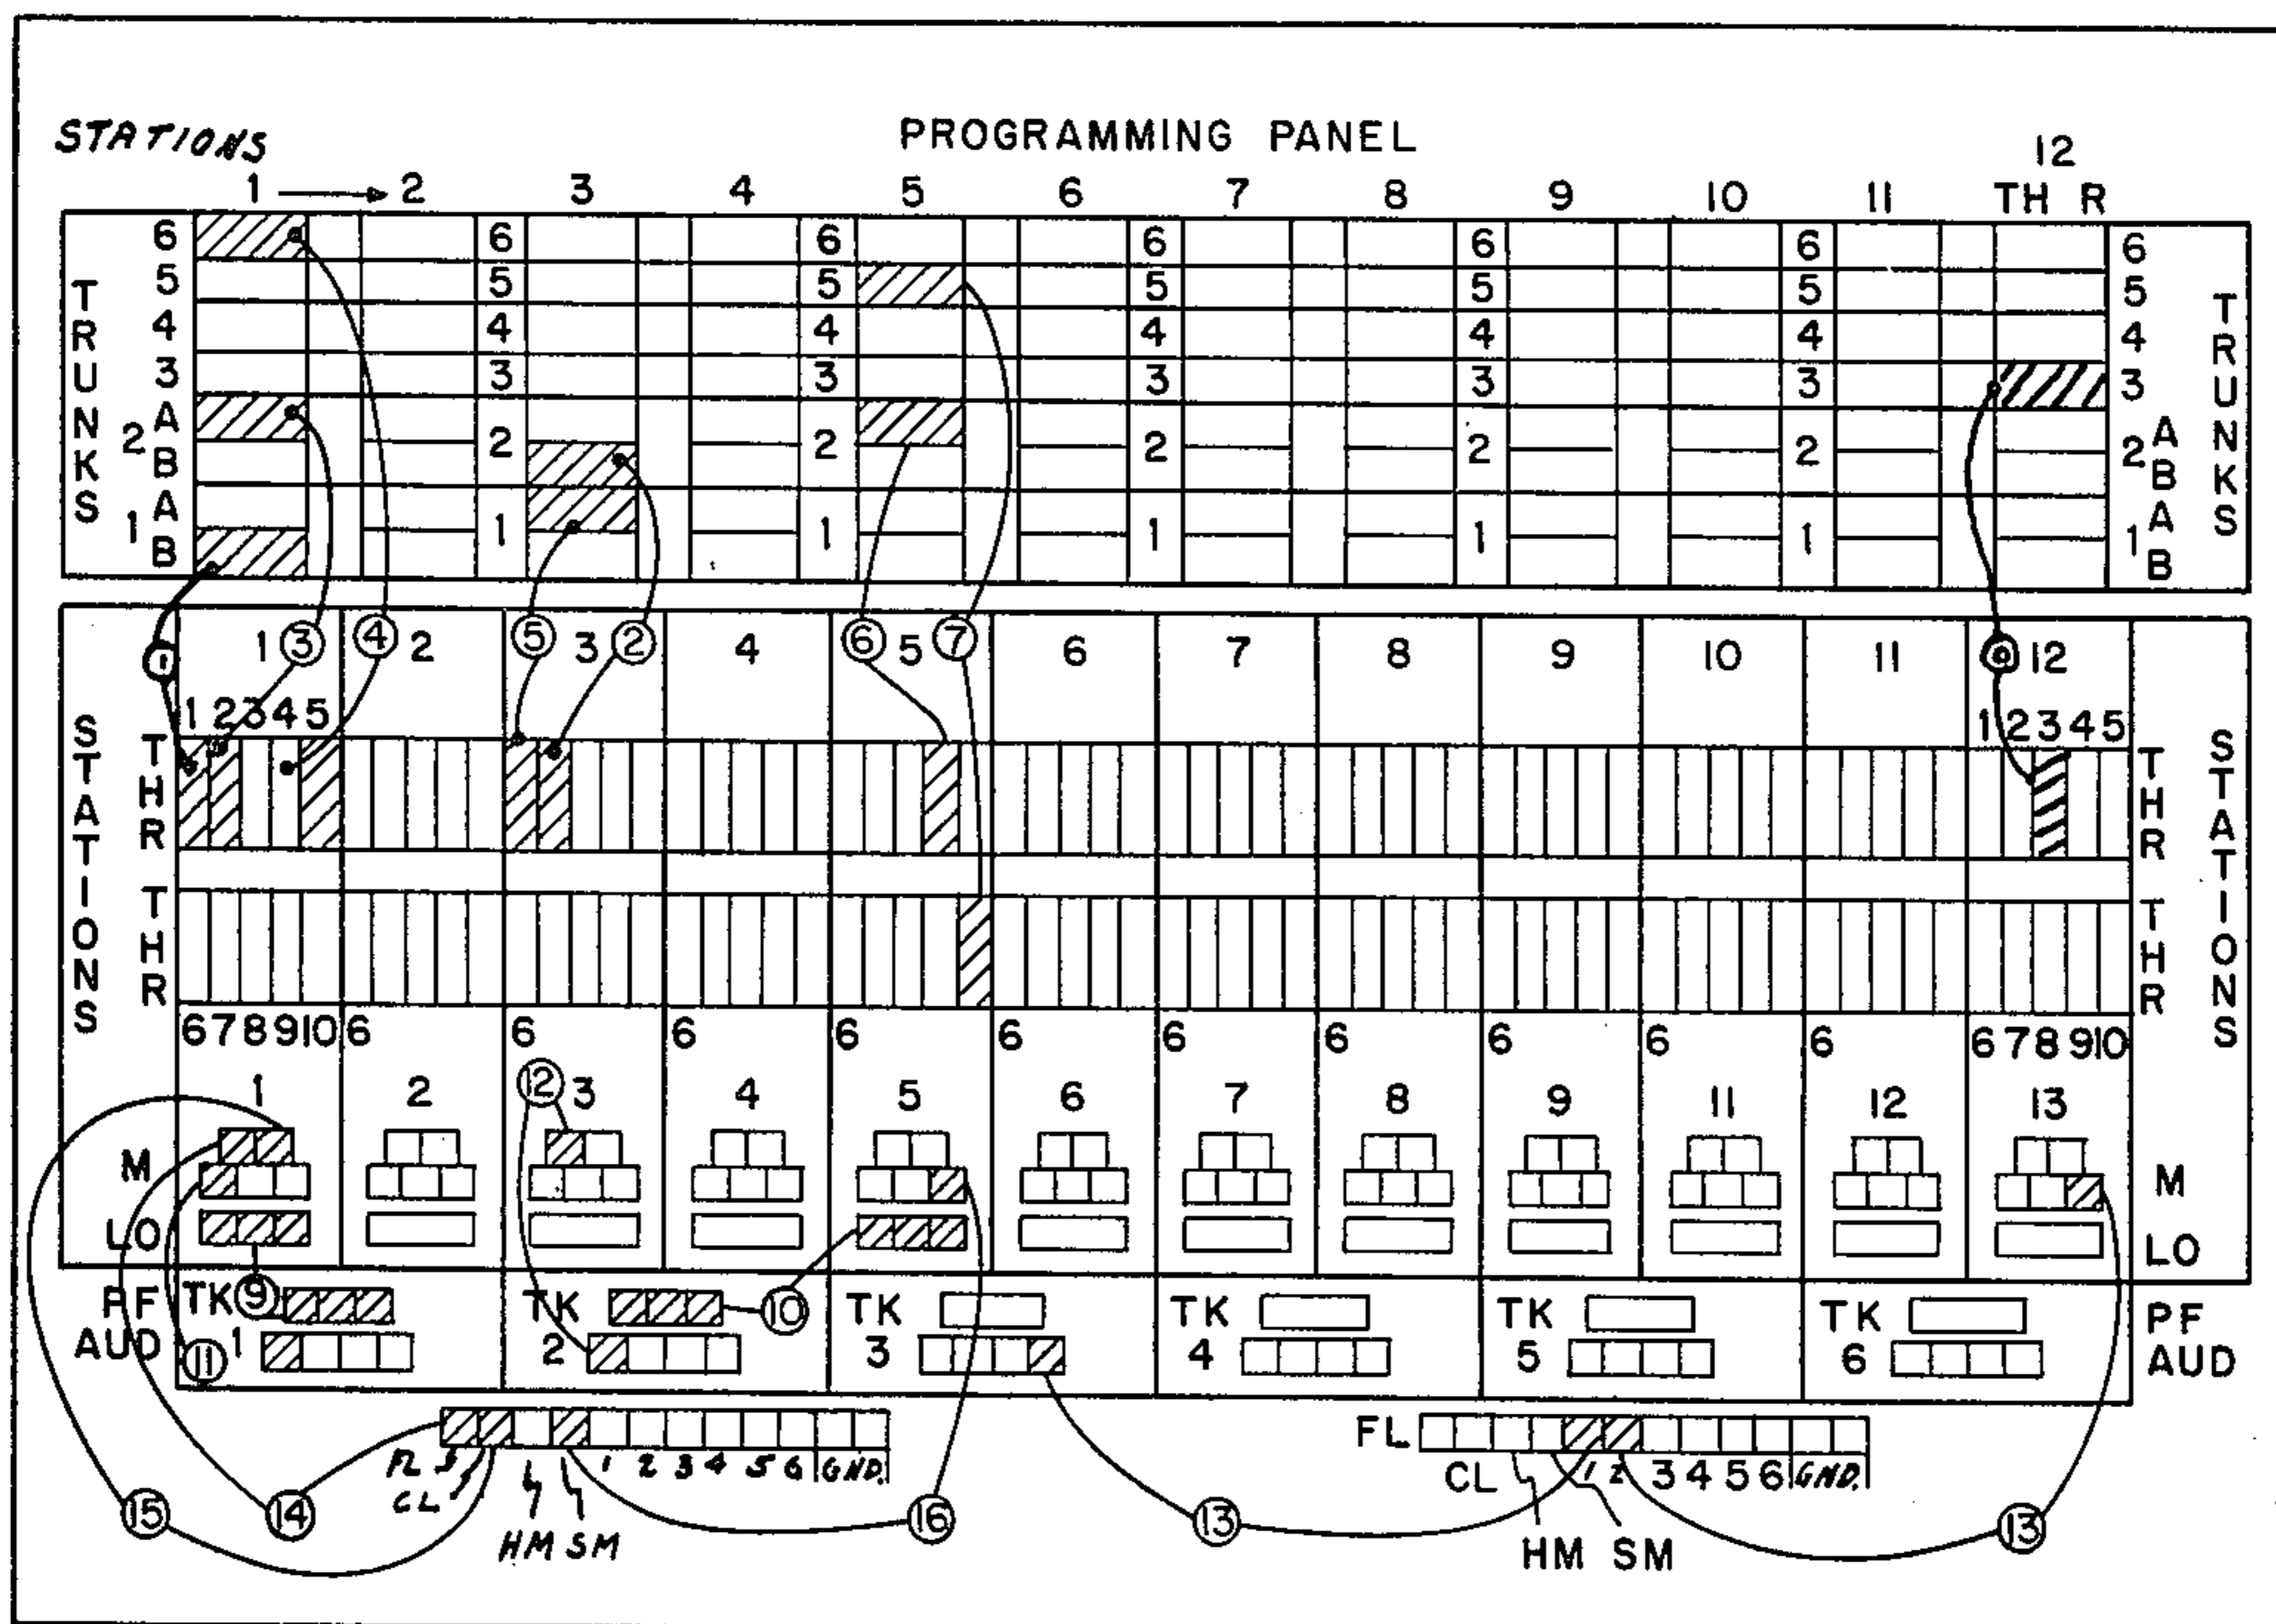 STATIONS
PROGRAMMING PANEL
12
1 2 3 4 5 6 7 8 9 10 11 TH R
TRUNKS
6 6 6 6 6 6 6
5 5 5 5 5 5 5
4 4 4 4 4 4 4
3 3 3 3 3 3 3
A A
2 2 2 2 2 2 2
B B
A A
1 1 1 1 1 1 1
B B
TRUNKS
1 3 4 2 5 3 2 4 6 5 7 6 7 8 9 10 11 12
1 2 3 4 5 1 2 3 4 5
STATIONS
THR THR
THR THR
STATIONS
6 7 8 9 10 6 6 6 6 6 6 6 6 6 6 6 7 8 9 10
1 2 12 3 4 5 6 7 8 9 11 12 13
M M
LO LO
PF TK 9 TK 10 TK TK TK TK PF
AUD 11 1 2 3 4 5 6 AUD
FL
FL 1 2 3 4 5 6 GND. 1 2 3 4 5 6 GND.
CL CL
15 14 16 13 13
HM SM HM SM